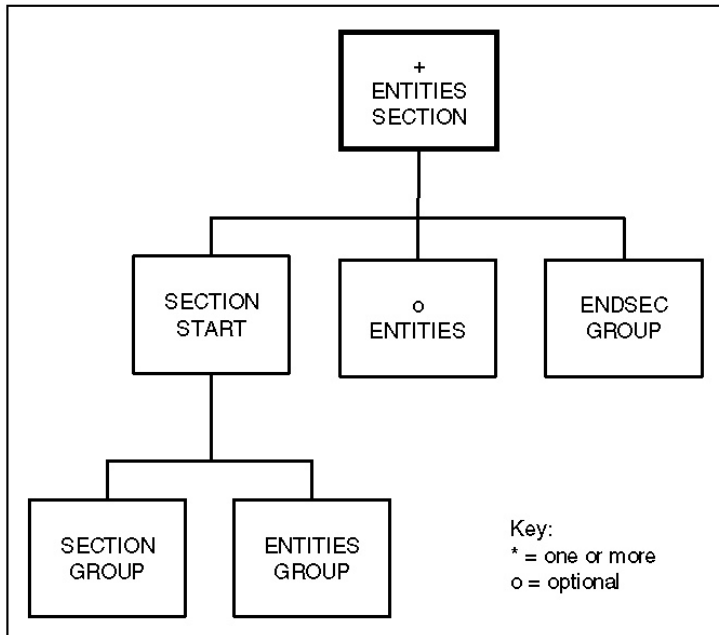 +
ENTITIES
SECTION
SECTION
START
o
ENTITIES
ENDSEC
GROUP
SECTION
GROUP
ENTITIES
GROUP
Key:
* = one or more
o = optional